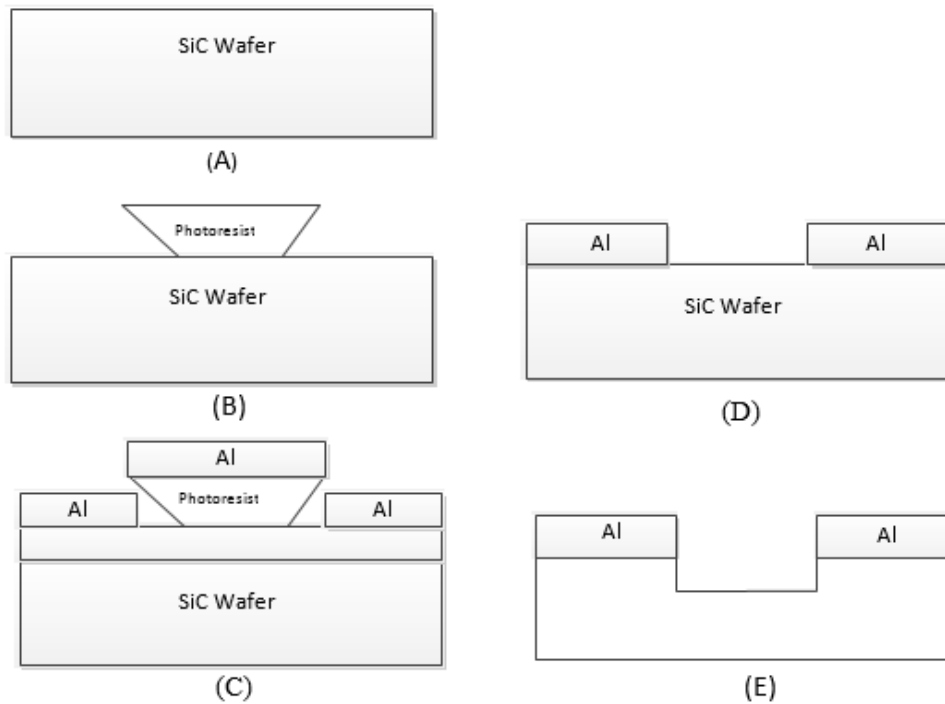 SiC Wafer
(A)
Photoresist
SiC Wafer
(B)
Al
Photoresist
Al Al
SiC Wafer
(C)
Al Al
SiC Wafer
(D)
Al Al
(E)